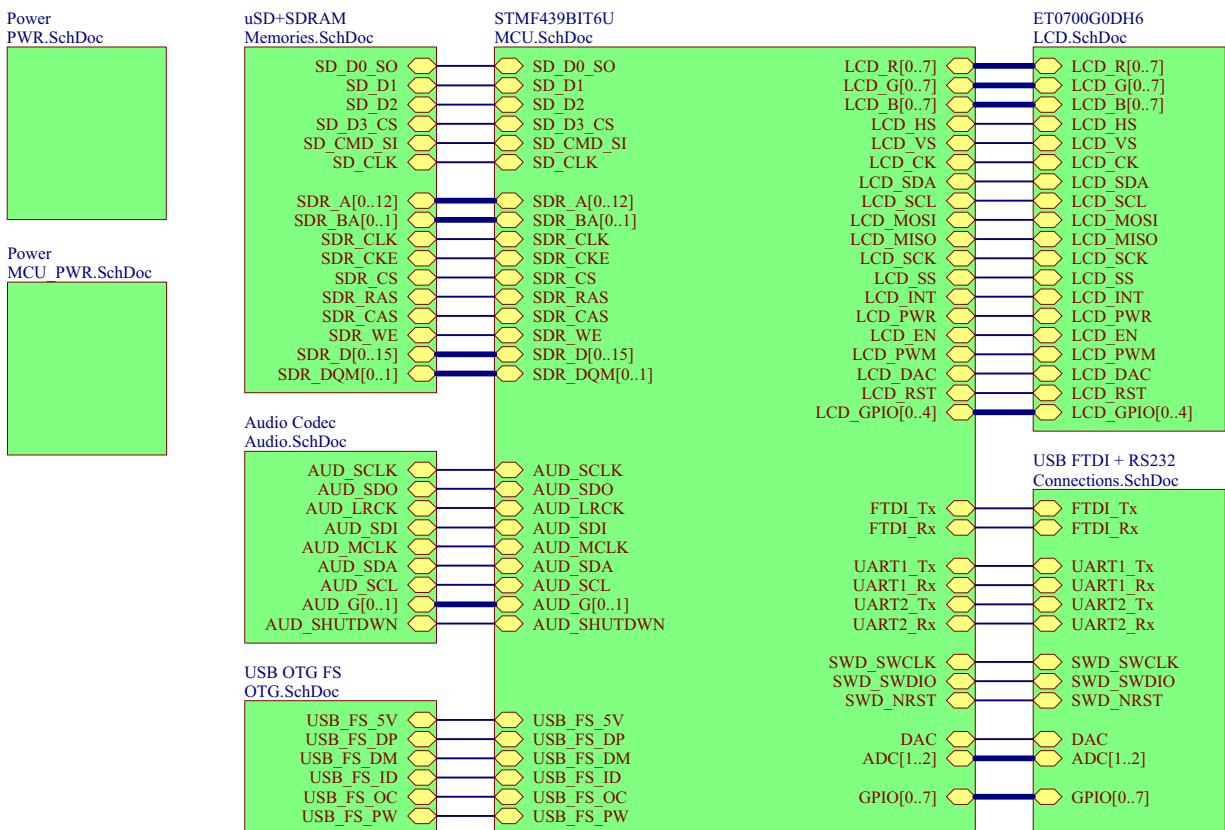 Power
PWR.SchDoc
Power
MCU_PWR.SchDoc
uSD+SDRAM
Memories.SchDoc
SD_D0_SO
SD_D1
SD_D2
SD_D3_CS
SD_CMD_SI
SD_CLK
SDR_A[0..12]
SDR_BA[0..1]
SDR_CLK
SDR_CKE
SDR_CS
SDR_RAS
SDR_CAS
SDR_WE
SDR_D[0..15]
SDR_DQM[0..1]
Audio Codec
Audio.SchDoc
AUD_SCLK
AUD_SDO
AUD_LRCK
AUD_SDI
AUD_MCLK
AUD_SDA
AUD_SCL
AUD_G[0..1]
AUD_SHUTDWN
USB OTG FS
OTG.SchDoc
USB_FS_5V
USB_FS_DP
USB_FS_DM
USB_FS_ID
USB_FS_OC
USB_FS_PW
STMF439BIT6U
MCU.SchDoc
SD_D0_SO
SD_D1
SD_D2
SD_D3_CS
SD_CMD_SI
SD_CLK
SDR_A[0..12]
SDR_BA[0..1]
SDR_CLK
SDR_CKE
SDR_CS
SDR_RAS
SDR_CAS
SDR_WE
SDR_D[0..15]
SDR_DQM[0..1]
AUD_SCLK
AUD_SDO
AUD_LRCK
AUD_SDI
AUD_MCLK
AUD_SDA
AUD_SCL
AUD_G[0..1]
AUD_SHUTDWN
USB_FS_5V
USB_FS_DP
USB_FS_DM
USB_FS_ID
USB_FS_OC
USB_FS_PW
LCD_R[0..7]
LCD_G[0..7]
LCD_B[0..7]
LCD_HS
LCD_VS
LCD_CK
LCD_SDA
LCD_SCL
LCD_MOSI
LCD_MISO
LCD_SCK
LCD_SS
LCD_INT
LCD_PWR
LCD_EN
LCD_PWM
LCD_DAC
LCD_RST
LCD_GPIO[0..4]
FTDI_Tx
FTDI_Rx
UART1_Tx
UART1_Rx
UART2_Tx
UART2_Rx
SWD_SWCLK
SWD_SWDIO
SWD_NRST
DAC
ADC[1..2]
GPIO[0..7]
ET0700G0DH6
LCD.SchDoc
LCD_R[0..7]
LCD_G[0..7]
LCD_B[0..7]
LCD_HS
LCD_VS
LCD_CK
LCD_SDA
LCD_SCL
LCD_MOSI
LCD_MISO
LCD_SCK
LCD_SS
LCD_INT
LCD_PWR
LCD_EN
LCD_PWM
LCD_DAC
LCD_RST
LCD_GPIO[0..4]
USB FTDI + RS232
Connections.SchDoc
FTDI_Tx
FTDI_Rx
UART1_Tx
UART1_Rx
UART2_Tx
UART2_Rx
SWD_SWCLK
SWD_SWDIO
SWD_NRST
DAC
ADC[1..2]
GPIO[0..7]